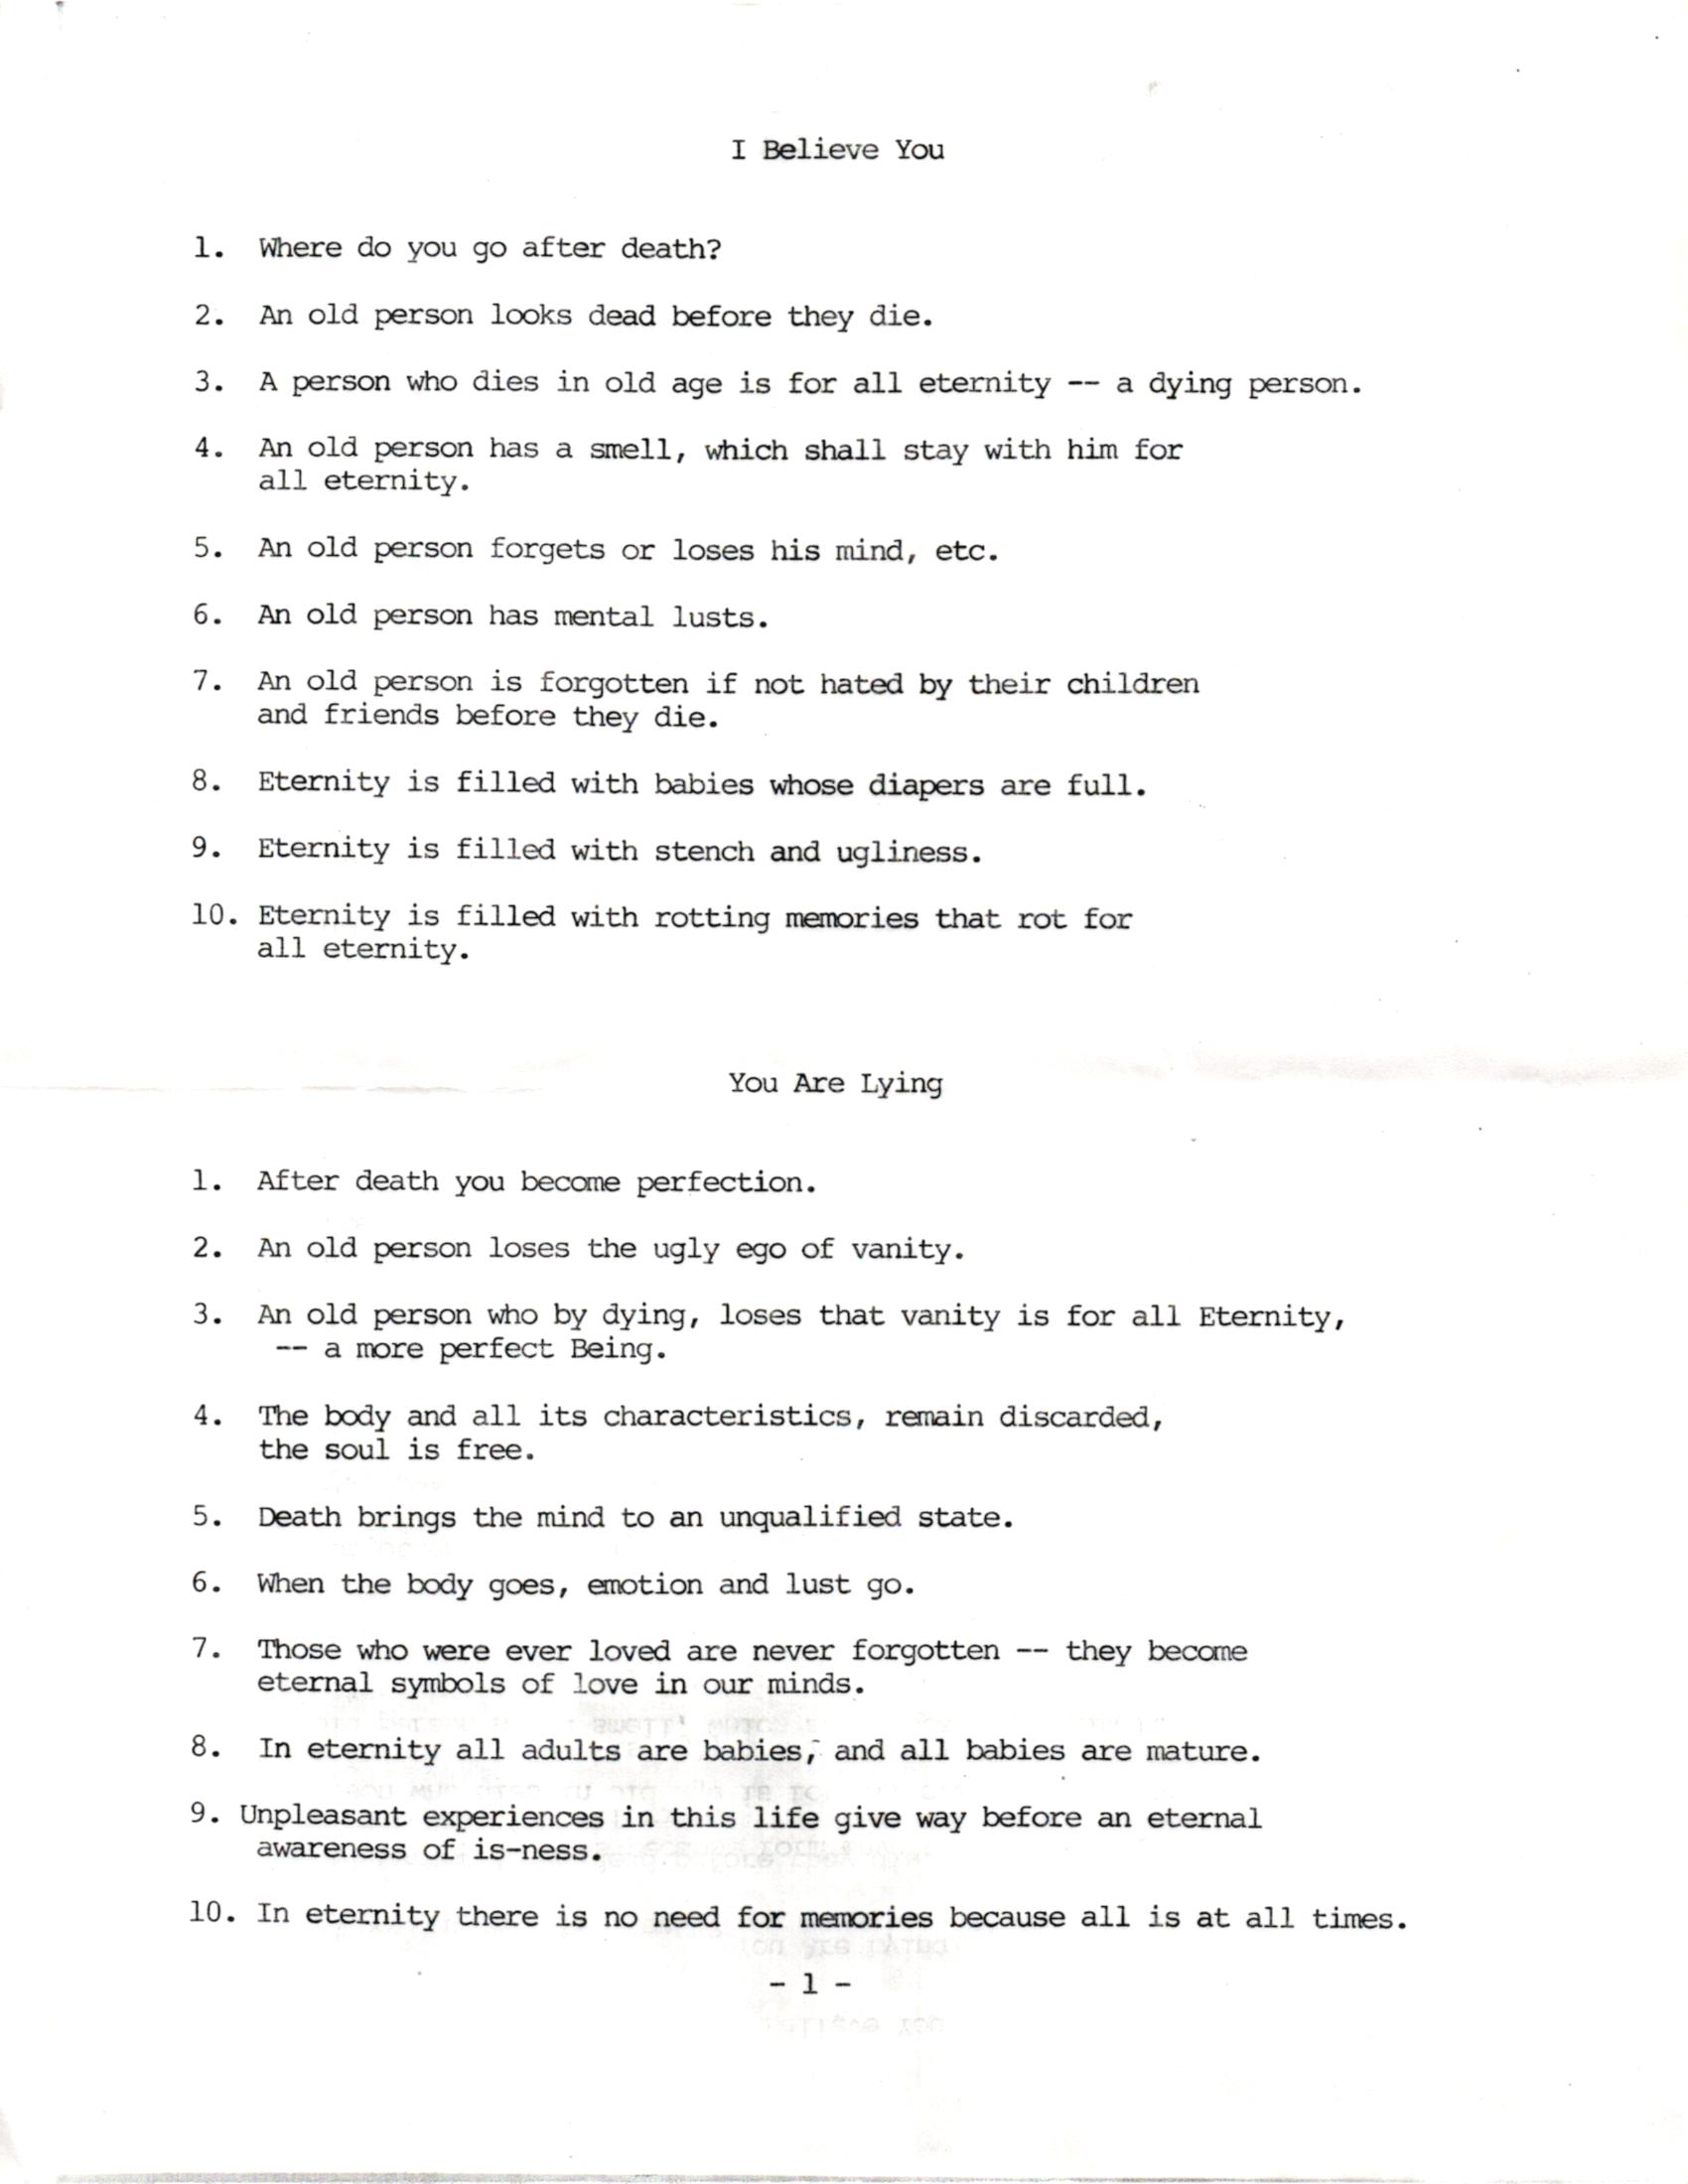 I Believe You
1. Where do you go after death?
2. An old person looks dead before they die.
3. A person who dies in old age is for all eternity -- a dying person.
4. An old person has a smell, which shall stay with him for
all eternity.
5. An old person forgets or loses his mind, etc.
6. An old person has mental lusts.
7. An old person is forgotten if not hated by their children
and friends before they die.
8. Eternity is filled with babies whose diapers are full.
9. Eternity is filled with stench and ugliness.
10. Eternity is filled with rotting memories that rot for
all eternity.
You Are Lying
1. After death you become perfection.
2. An old person loses the ugly ego of vanity.
3. An old person who by dying, loses that vanity is for all Eternity,
-- a more perfect Being.
4. The body and all its characteristics, remain discarded,
the soul is free.
5. Death brings the mind to an unqualified state.
6. When the body goes, emotion and lust go.
7. Those who were ever loved are never forgotten -- they become
eternal symbols of love in our minds.
8. In eternity all adults are babies, and all babies are mature.
9. Unpleasant experiences in this life give way before an eternal
awareness of is-ness.
10. In eternity there is no need for memories because all is at all times.
- 1 -